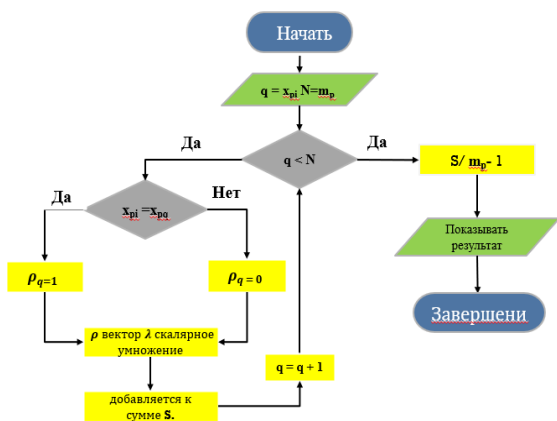 Начать
q = xpi N=mp
Да
Да
q < N
S/ mp- 1
Да
Нет
xpi =xpq
Показывать
результат
ρq=1
ρq = 0
Завершени
ρ вектор λ скалярное
умножение
q = q + 1
добавляется к
сумме S.